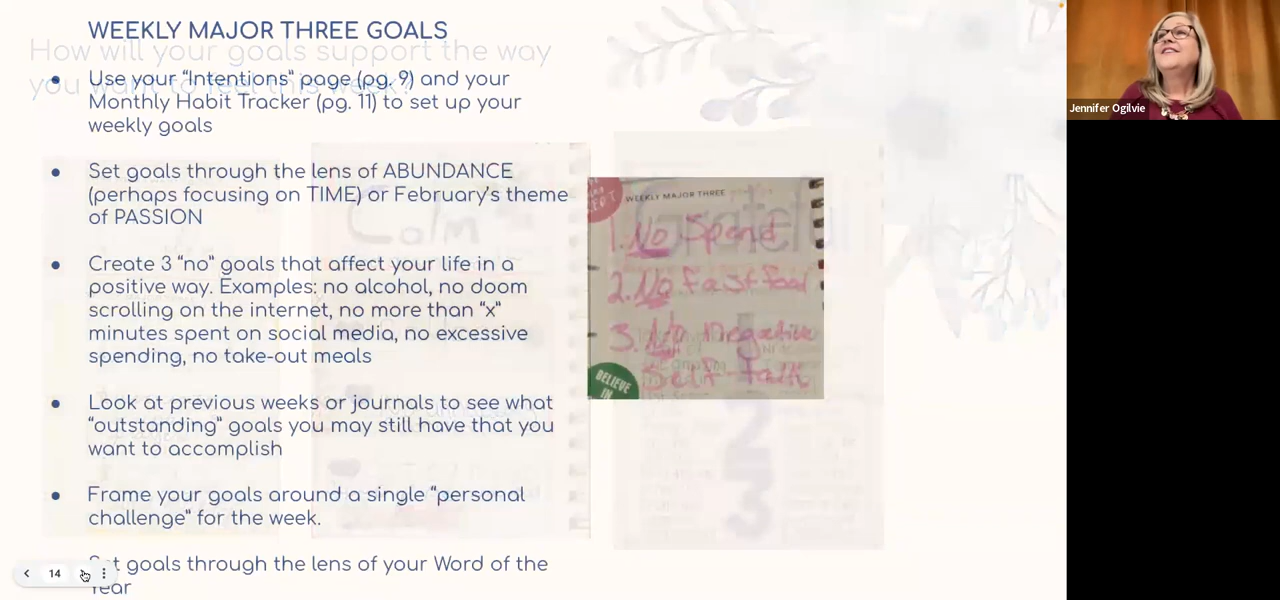 WEEKLY MAJOR THREE GOALS
How will your goals support the way
you want to feel this week?
● Use your “Intentions” page (pg. 9) and your
Monthly Habit Tracker (pg. 11) to set up your
weekly goals
● Set goals through the lens of ABUNDANCE
(perhaps focusing on TIME) or February’s theme
of PASSION
● Create 3 “no” goals that affect your life in a
positive way. Examples: no alcohol, no doom
scrolling on the internet, no more than “x”
minutes spent on social media, no excessive
spending, no take-out meals
● Look at previous weeks or journals to see what
“outstanding” goals you may still have that you
want to accomplish
● Frame your goals around a single “personal
challenge” for the week.
Set goals through the lens of your Word of the
Year
14
Calm
Grateful
WEEKLY MAJOR THREE
1. No Spend
2. No fast food
3. No Negative
Self-talk
BELIEVE
IN
2
3
Jennifer Ogilvie